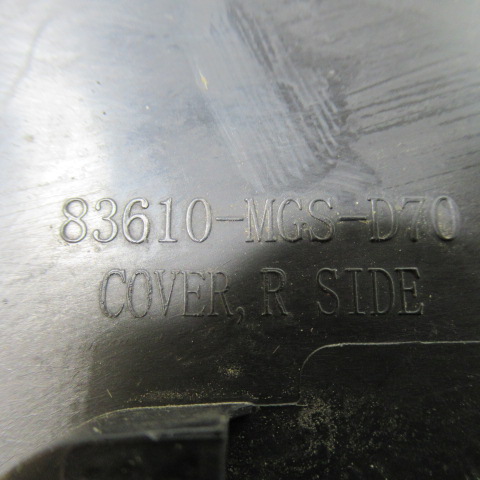 83610-MGS-D70
COVER, R SIDE